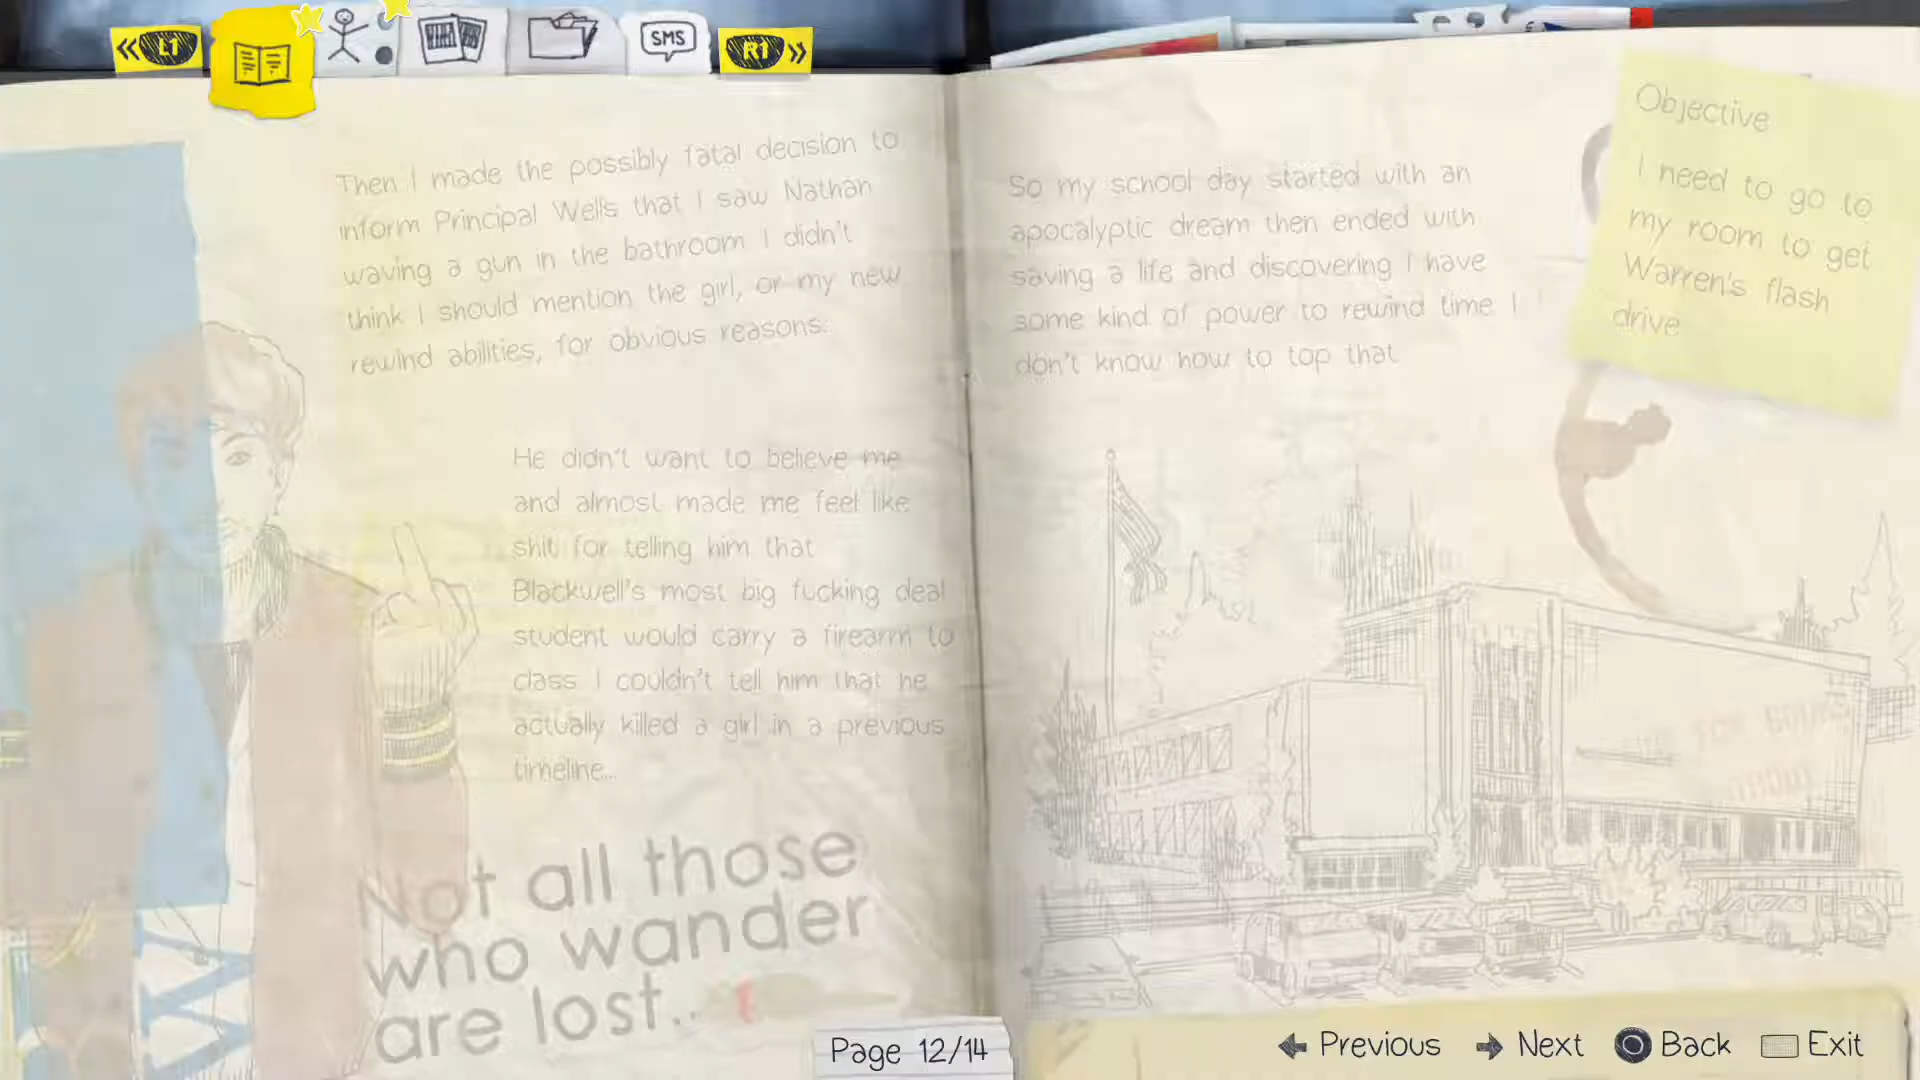 L1
SMS
R1
Then I made the possibly fatal decision to
inform Principal Wells that I saw Nathan
waving a gun in the bathroom I didn't
think I should mention the girl, or my new
rewind abilities, for obvious reasons.
He didn't want to believe me
and almost made me feel like
shit for telling him that
Blackwell's most big fucking deal
student would carry a firearm to
class I couldn't tell him that he
actually killed a girl in a previous
timeline...
Not all those
who wander
are lost...
So my school day started with an
apocalyptic dream then ended with
saving a life and discovering I have
some kind of power to rewind time I
don't know how to top that
Objective
I need to go to
my room to get
Warren's flash
drive
Page 12/14
Previous
Next
Back
Exit